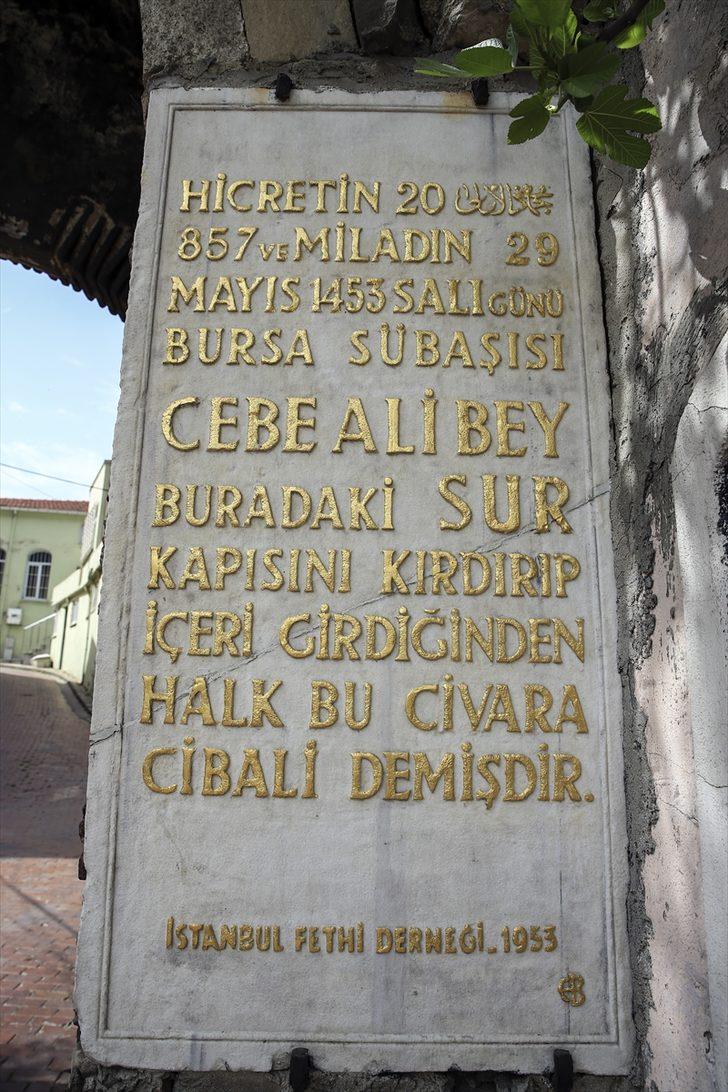 HİCRETİN 20
857 VE MİLADIN 29
MAYIS 1453 SALI GÜNÜ
BURSA SÜBAŞISI
CEBE ALİ BEY
BURADAKİ SUR
KAPISINI KIRDIRIP
İÇERİ GİRDİĞİNDEN
HALK BU CİVARA
CİBALİ DEMİŞDİR.
İSTANBUL FETHİ DERNEĞİ_1953